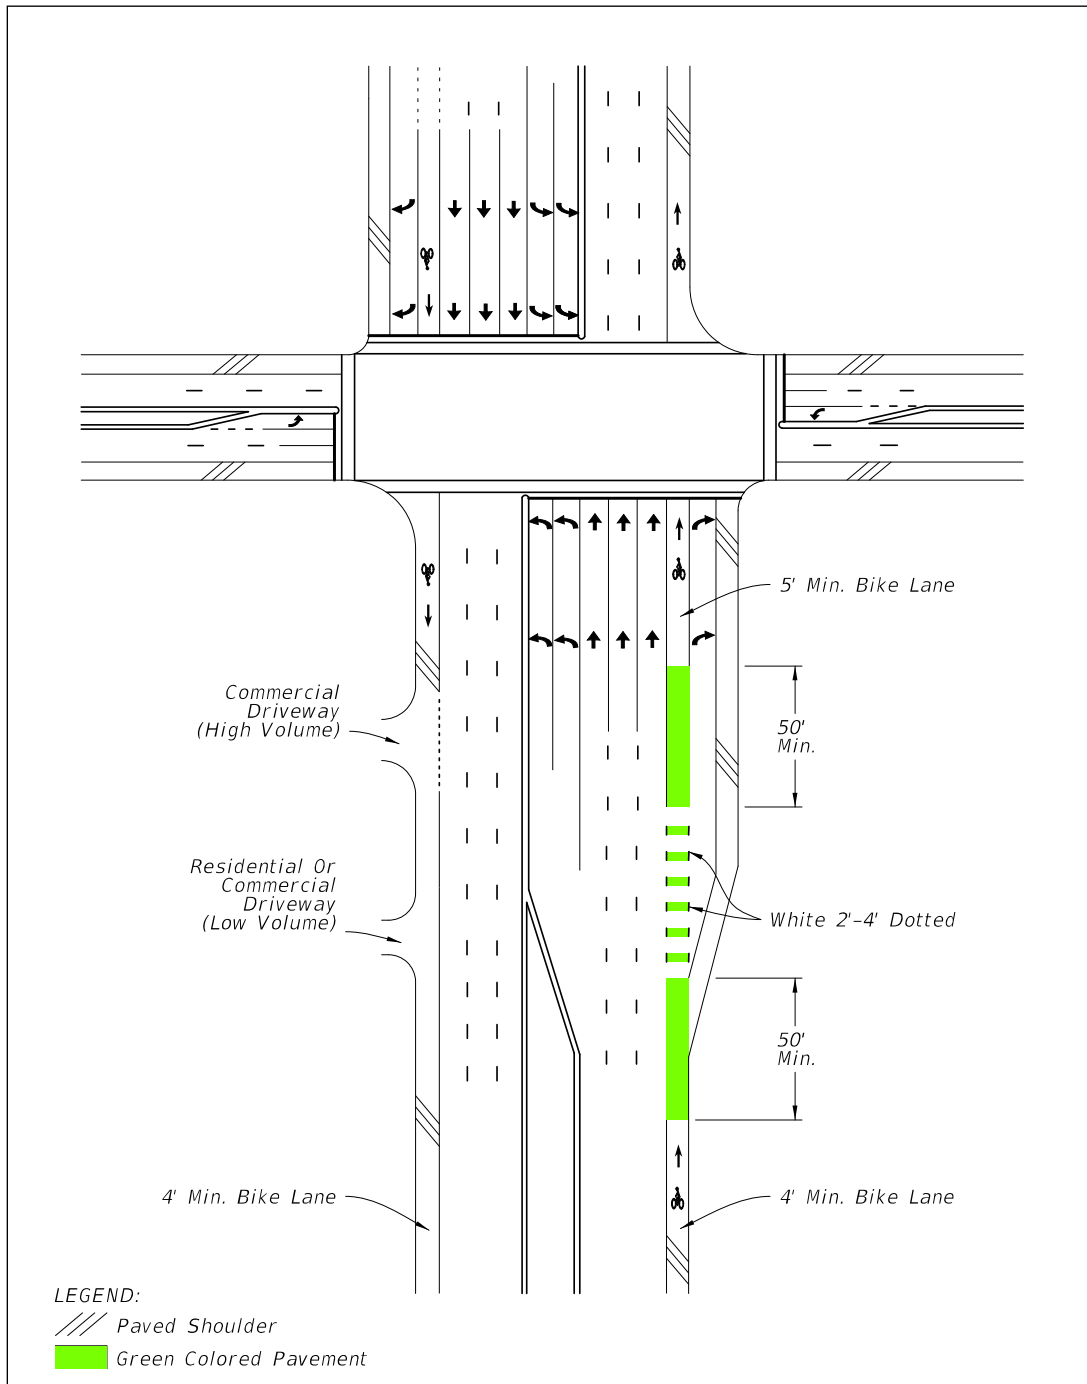 5' Min. Bike Lane
Commercial
Driveway
(High Volume)
50'
Min.
Residential Or
Commercial
Driveway
(Low Volume)
White 2'-4' Dotted
50'
Min.
4' Min. Bike Lane
4' Min. Bike Lane
LEGEND:
Paved Shoulder
Green Colored Pavement